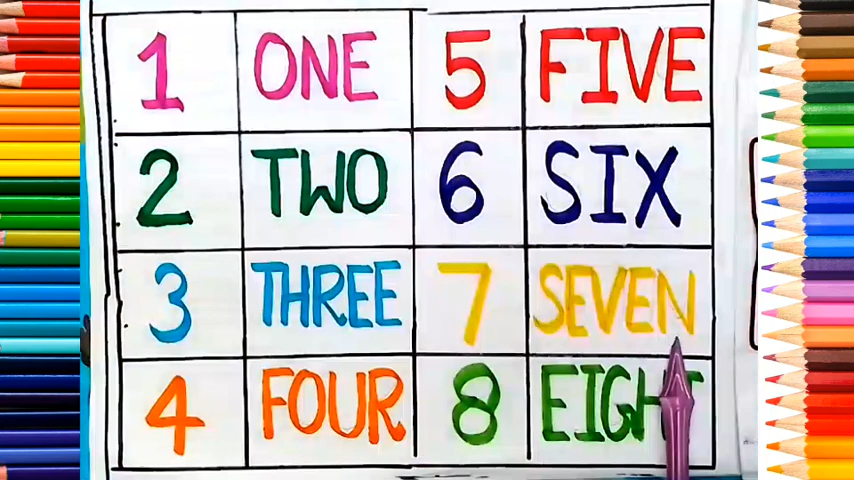 1 ONE 5 FIVE
2 TWO 6 SIX
3 THREE 7 SEVEN
4 FOUR 8 EIGHT